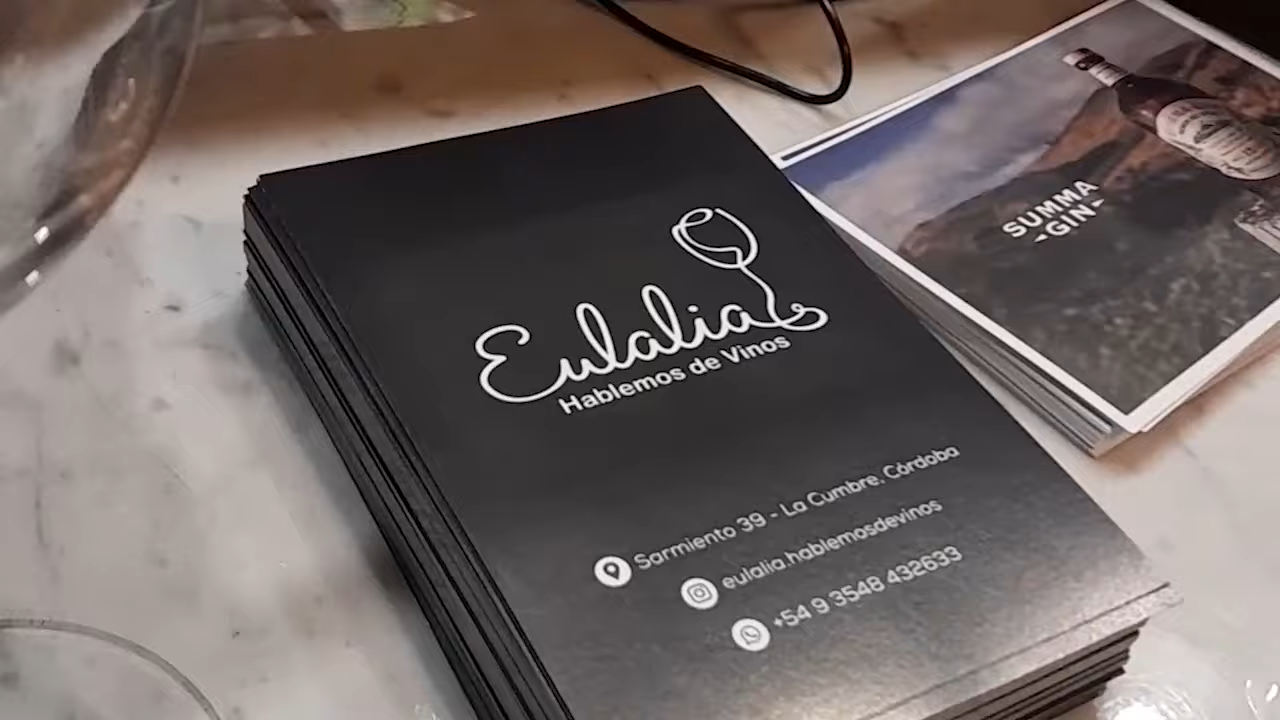 Eulalia
Hablemos de Vinos
Sarmiento 39 - La Cumbre, Córdoba
eulalia.hablemosdevinos
+54 9 3548 432633
SUMMA
GIN